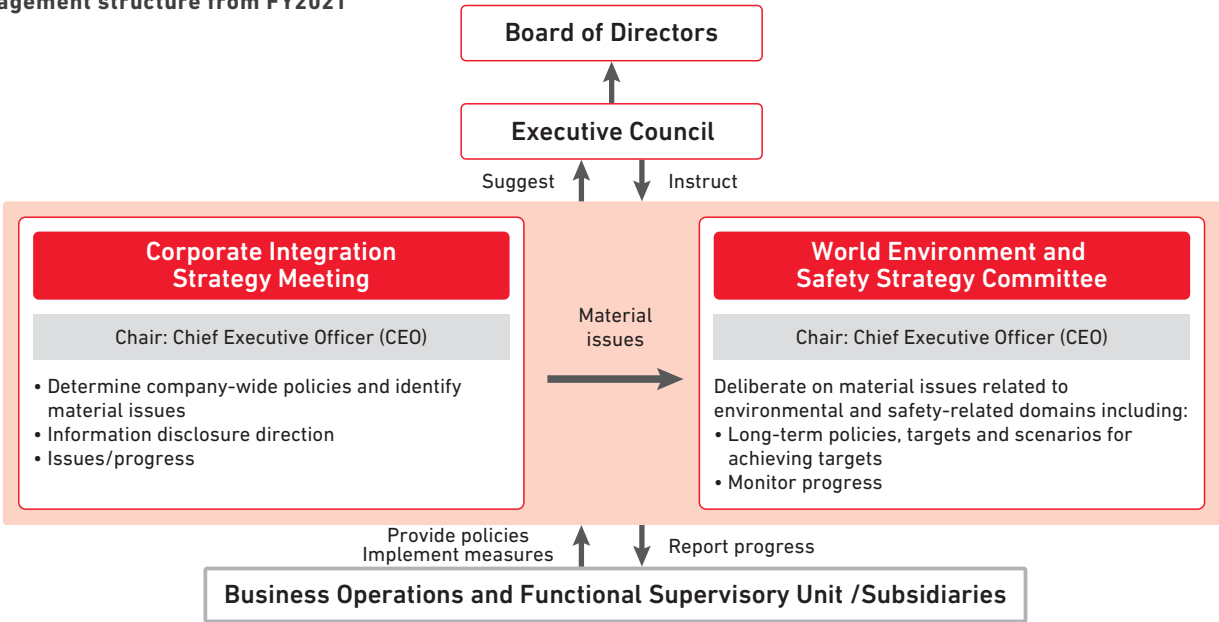 structure from FY2021
Board of Directors
Executive Council
Suggest
Instruct
Corporate Integration
Strategy Meeting
Chair: Chief Executive Officer (CEO)
• Determine company-wide policies and identify
material issues
• Information disclosure direction
• Issues/progress
Material
issues
World Environment and
Safety Strategy Committee
Chair: Chief Executive Officer (CEO)
Deliberate on material issues related to
environmental and safety-related domains including:
• Long-term policies, targets and scenarios for
achieving targets
• Monitor progress
Provide policies
Implement measures
Report progress
Business Operations and Functional Supervisory Unit /Subsidiaries